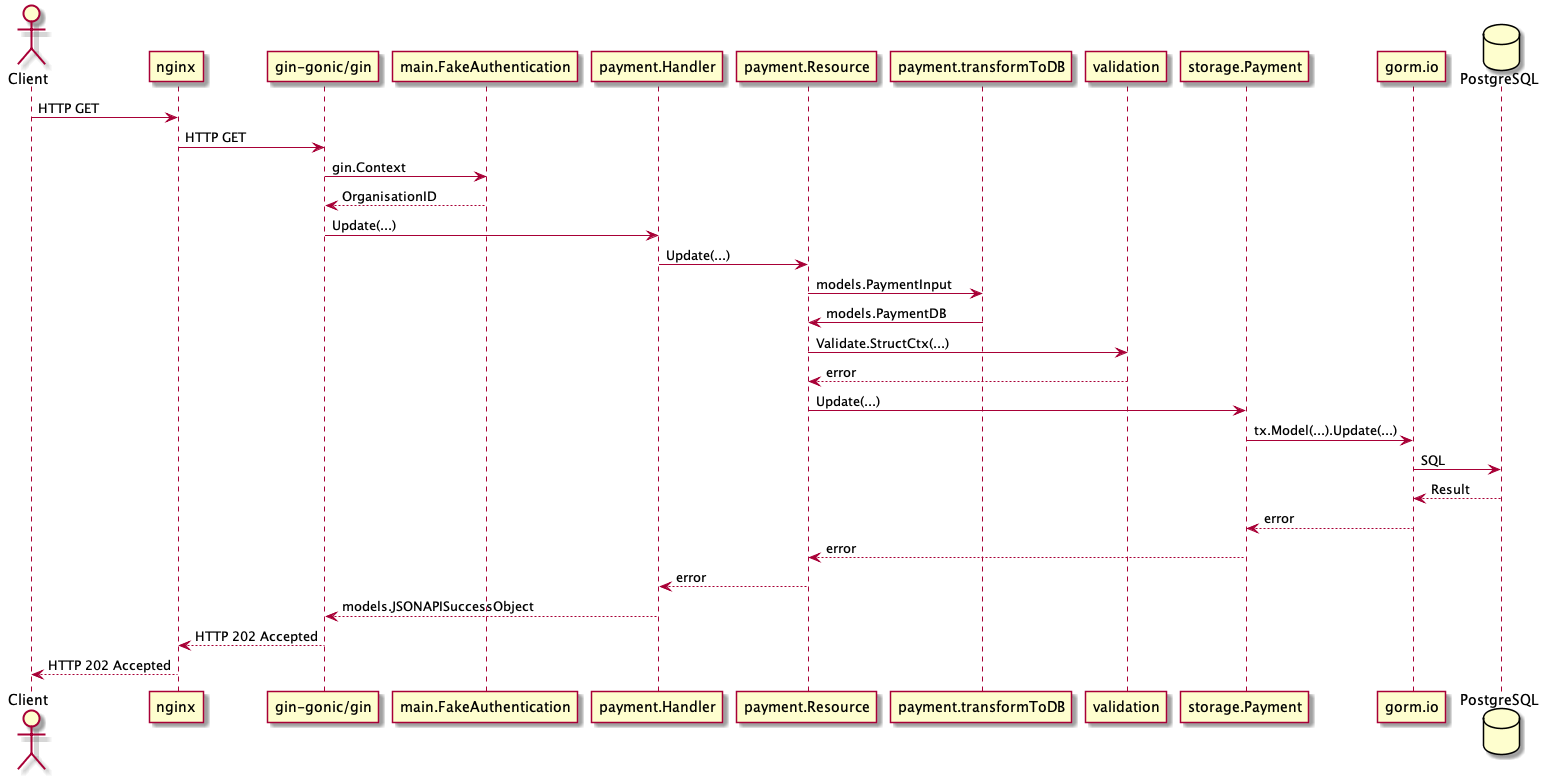 Client
nginx
gin-gonic/gin
main.FakeAuthentication
payment.Handler
payment.Resource
payment.transformToDB
validation
storage.Payment
gorm.io
PostgreSQL
HTTP GET
HTTP GET
gin.Context
OrganisationID
Update(...)
Update(...)
models.PaymentInput
models.PaymentDB
Validate.StructCtx(...)
error
Update(...)
tx.Model(...).Update(...)
SQL
Result
error
error
error
models.JSONAPISuccessObject
HTTP 202 Accepted
HTTP 202 Accepted
Client
nginx
gin-gonic/gin
main.FakeAuthentication
payment.Handler
payment.Resource
payment.transformToDB
validation
storage.Payment
gorm.io
PostgreSQL